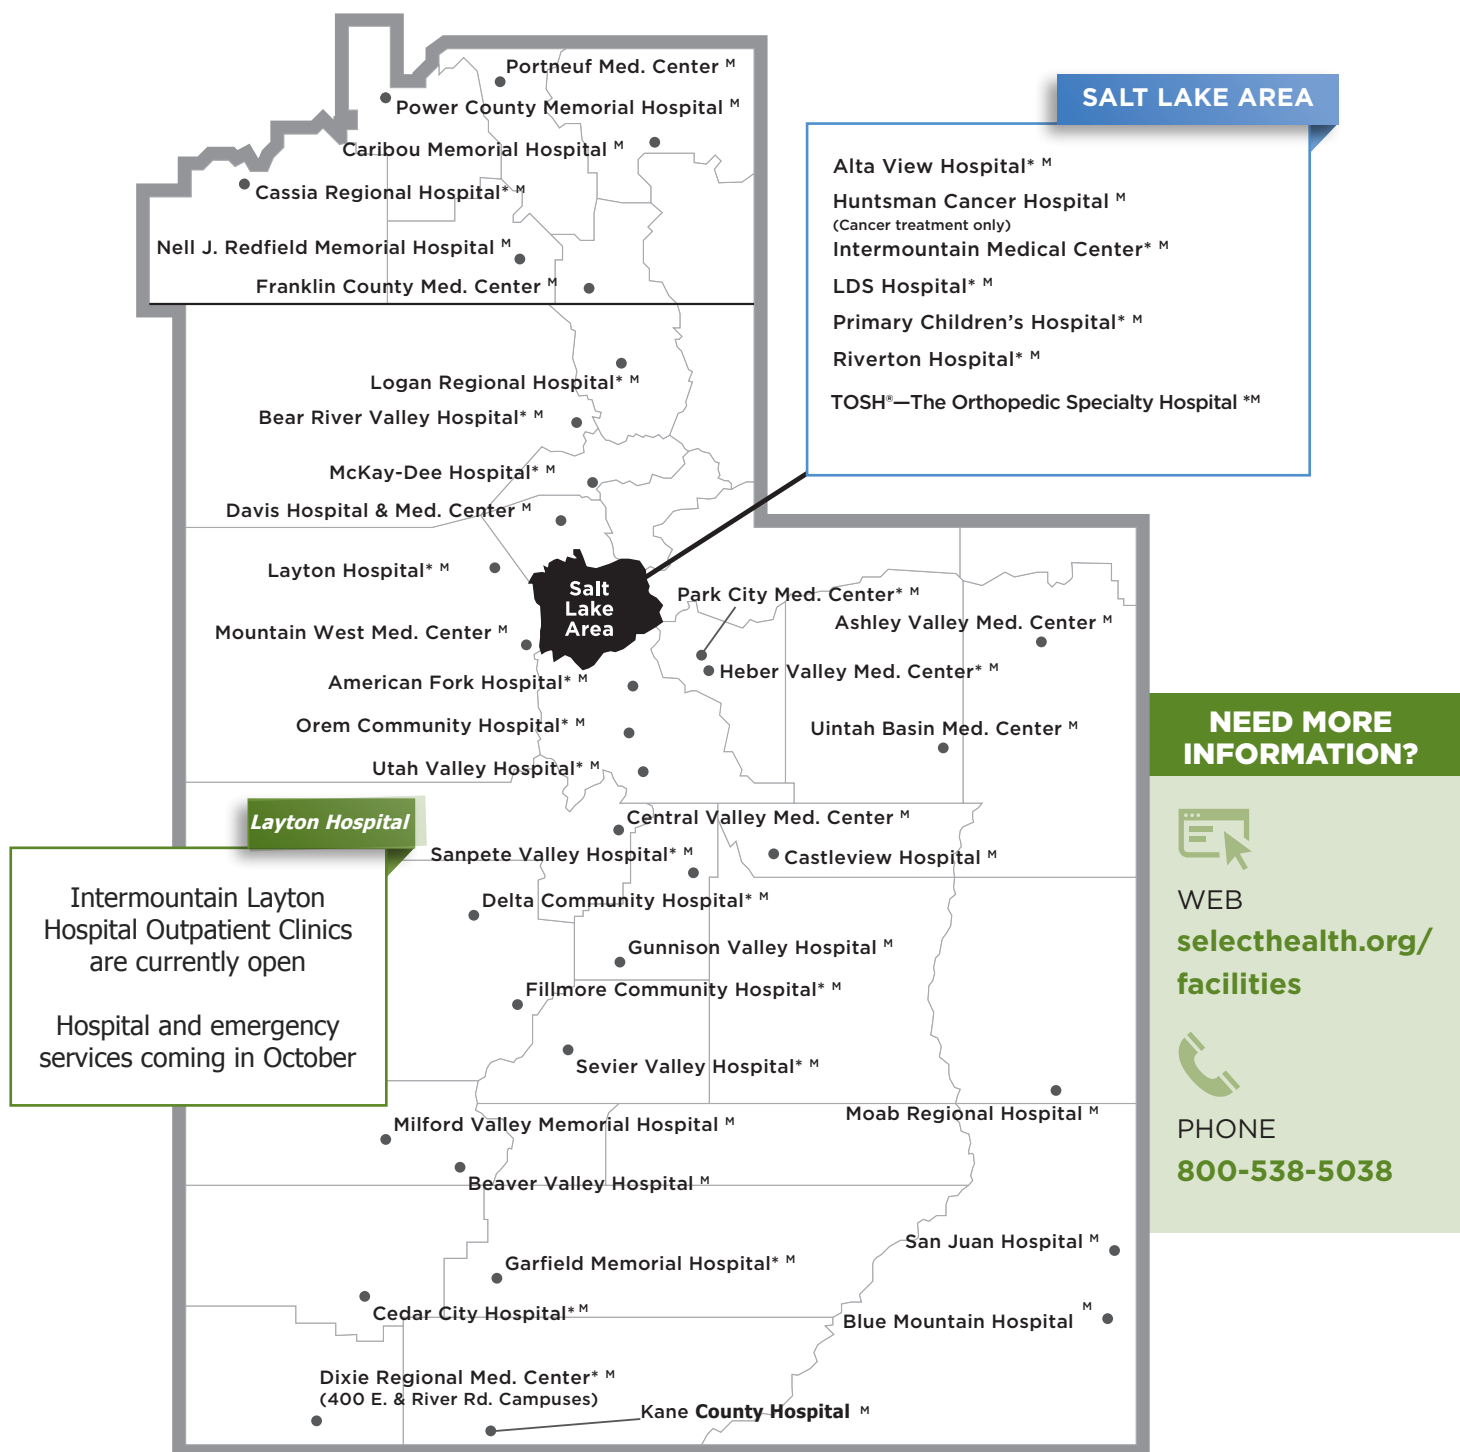 Portneuf Med. Center M
Power County Memorial Hospital M
Caribou Memorial Hospital M
Cassia Regional Hospital* M
Nell J. Redfield Memorial Hospital M
Franklin County Med. Center M
SALT LAKE AREA
Alta View Hospital* M
Huntsman Cancer Hospital M
(Cancer treatment only)
Intermountain Medical Center* M
LDS Hospital* M
Primary Children’s Hospital* M
Riverton Hospital* M
TOSH®—The Orthopedic Specialty Hospital *M
Logan Regional Hospital* M
Bear River Valley Hospital* M
McKay-Dee Hospital* M
Davis Hospital & Med. Center M
Layton Hospital* M
Salt
Lake
Area
Park City Med. Center* M
Ashley Valley Med. Center M
Mountain West Med. Center M
Heber Valley Med. Center* M
American Fork Hospital* M
Orem Community Hospital* M
Uintah Basin Med. Center M
Utah Valley Hospital* M
NEED MORE
INFORMATION?
WEB
selecthealth.org/
facilities
PHONE
800-538-5038
Layton Hospital
Intermountain Layton
Hospital Outpatient Clinics
are currently open
Hospital and emergency
services coming in October
Central Valley Med. Center M
Sanpete Valley Hospital* M
Castleview Hospital M
Delta Community Hospital* M
Gunnison Valley Hospital M
Fillmore Community Hospital* M
Sevier Valley Hospital* M
Moab Regional Hospital M
Milford Valley Memorial Hospital M
Beaver Valley Hospital M
San Juan Hospital M
Garfield Memorial Hospital* M
Cedar City Hospital* M
Blue Mountain Hospital M
Dixie Regional Med. Center* M
(400 E. & River Rd. Campuses)
Kane County Hospital M